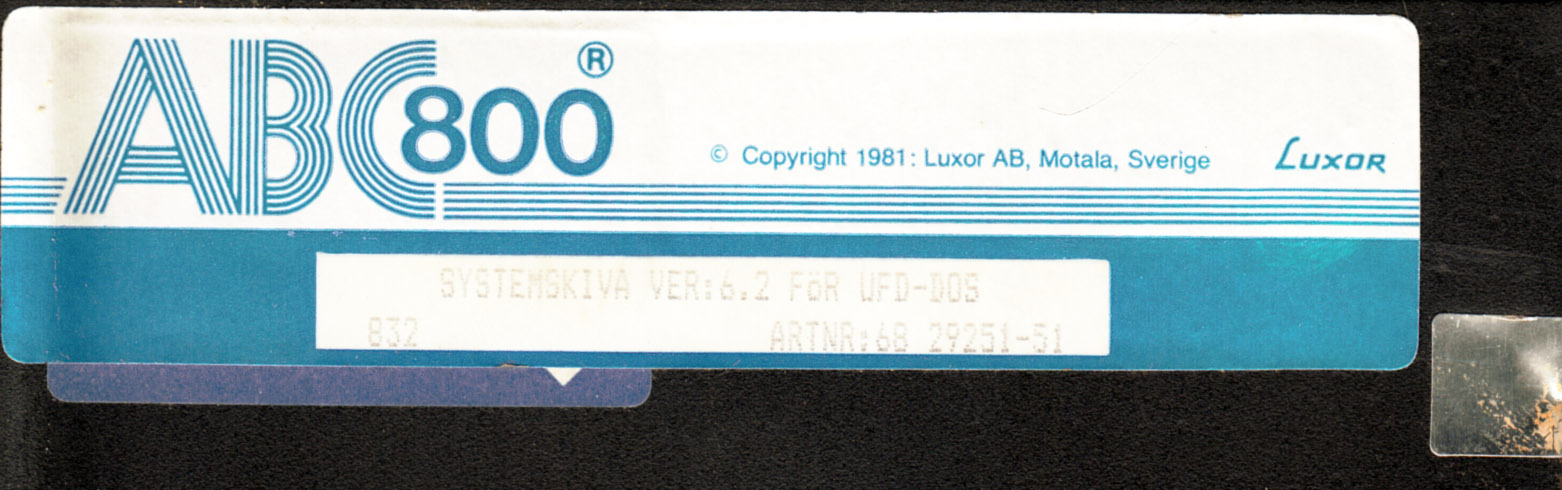 ABC800®
© Copyright 1981: Luxor AB, Motala, Sverige
LUXOR
SYSTEMSKIVA VER:6.2 FöR UFD-DOS
832 ARTNR:68 29251-51